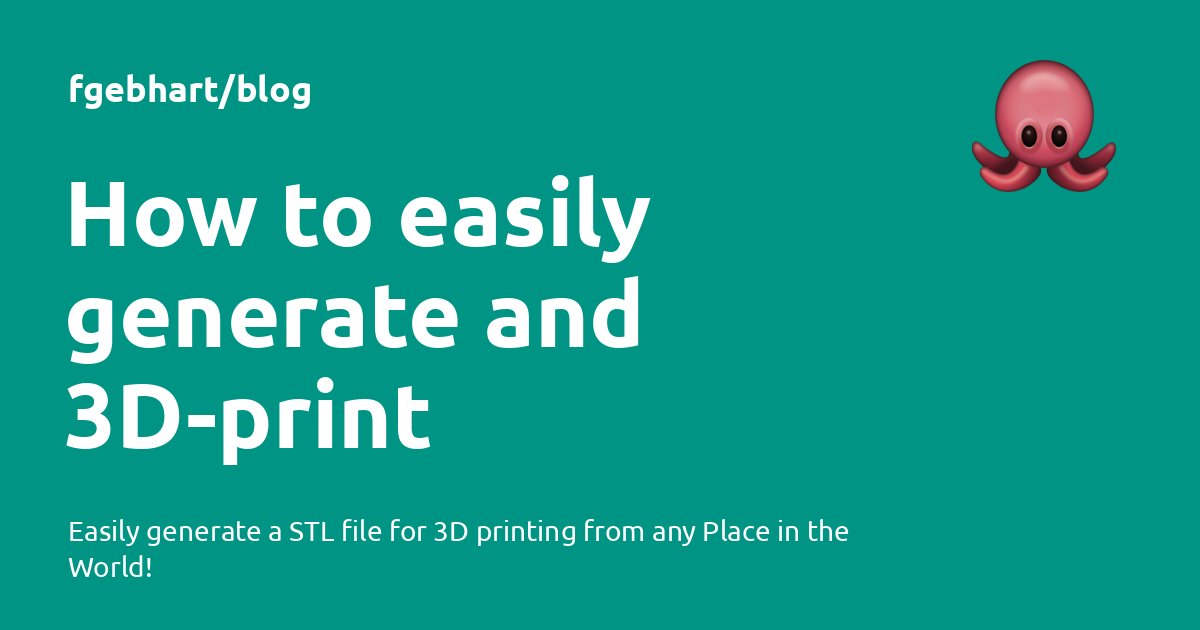 fgebhart/blog
How to easily
generate and
3D-print
Easily generate a STL file for 3D printing from any Place in the
World!